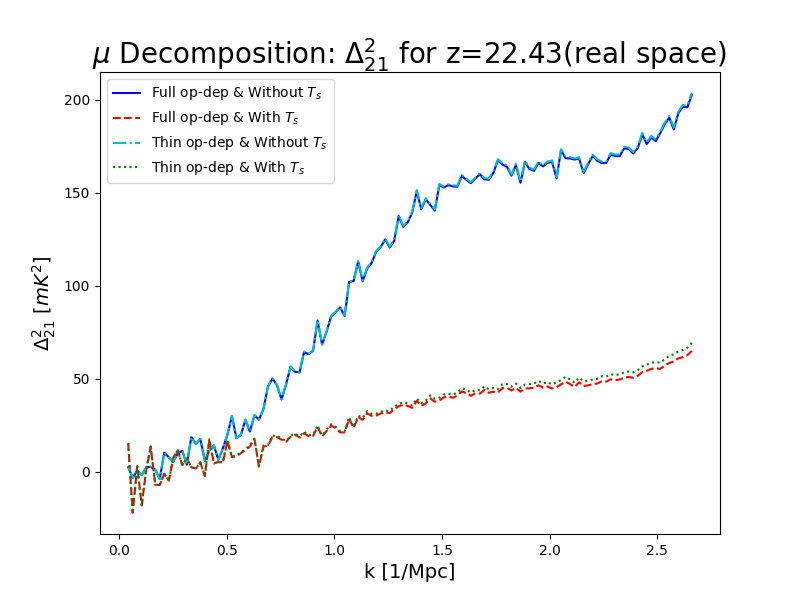 μ Decomposition: Δ²₂₁ for z=22.43(real space)
Full op-dep & Without Tₛ
Full op-dep & With Tₛ
Thin op-dep & Without Tₛ
Thin op-dep & With Tₛ
200
150
100
50
0
Δ²₂₁ [mK²]
0.0 0.5 1.0 1.5 2.0 2.5
k [1/Mpc]